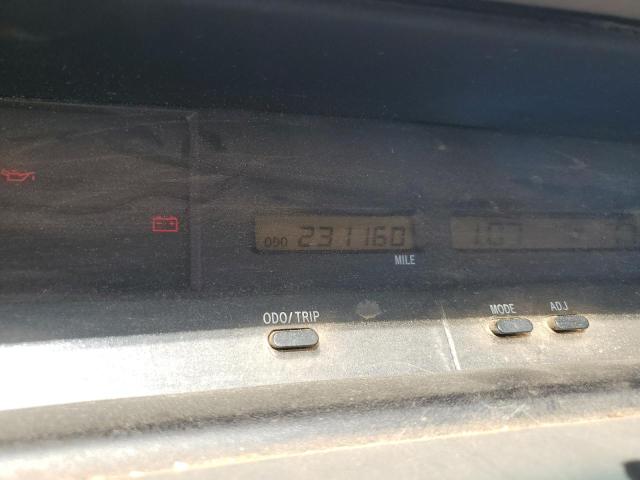 ODO 231160
MILE
ODO/TRIP
MODE ADJ